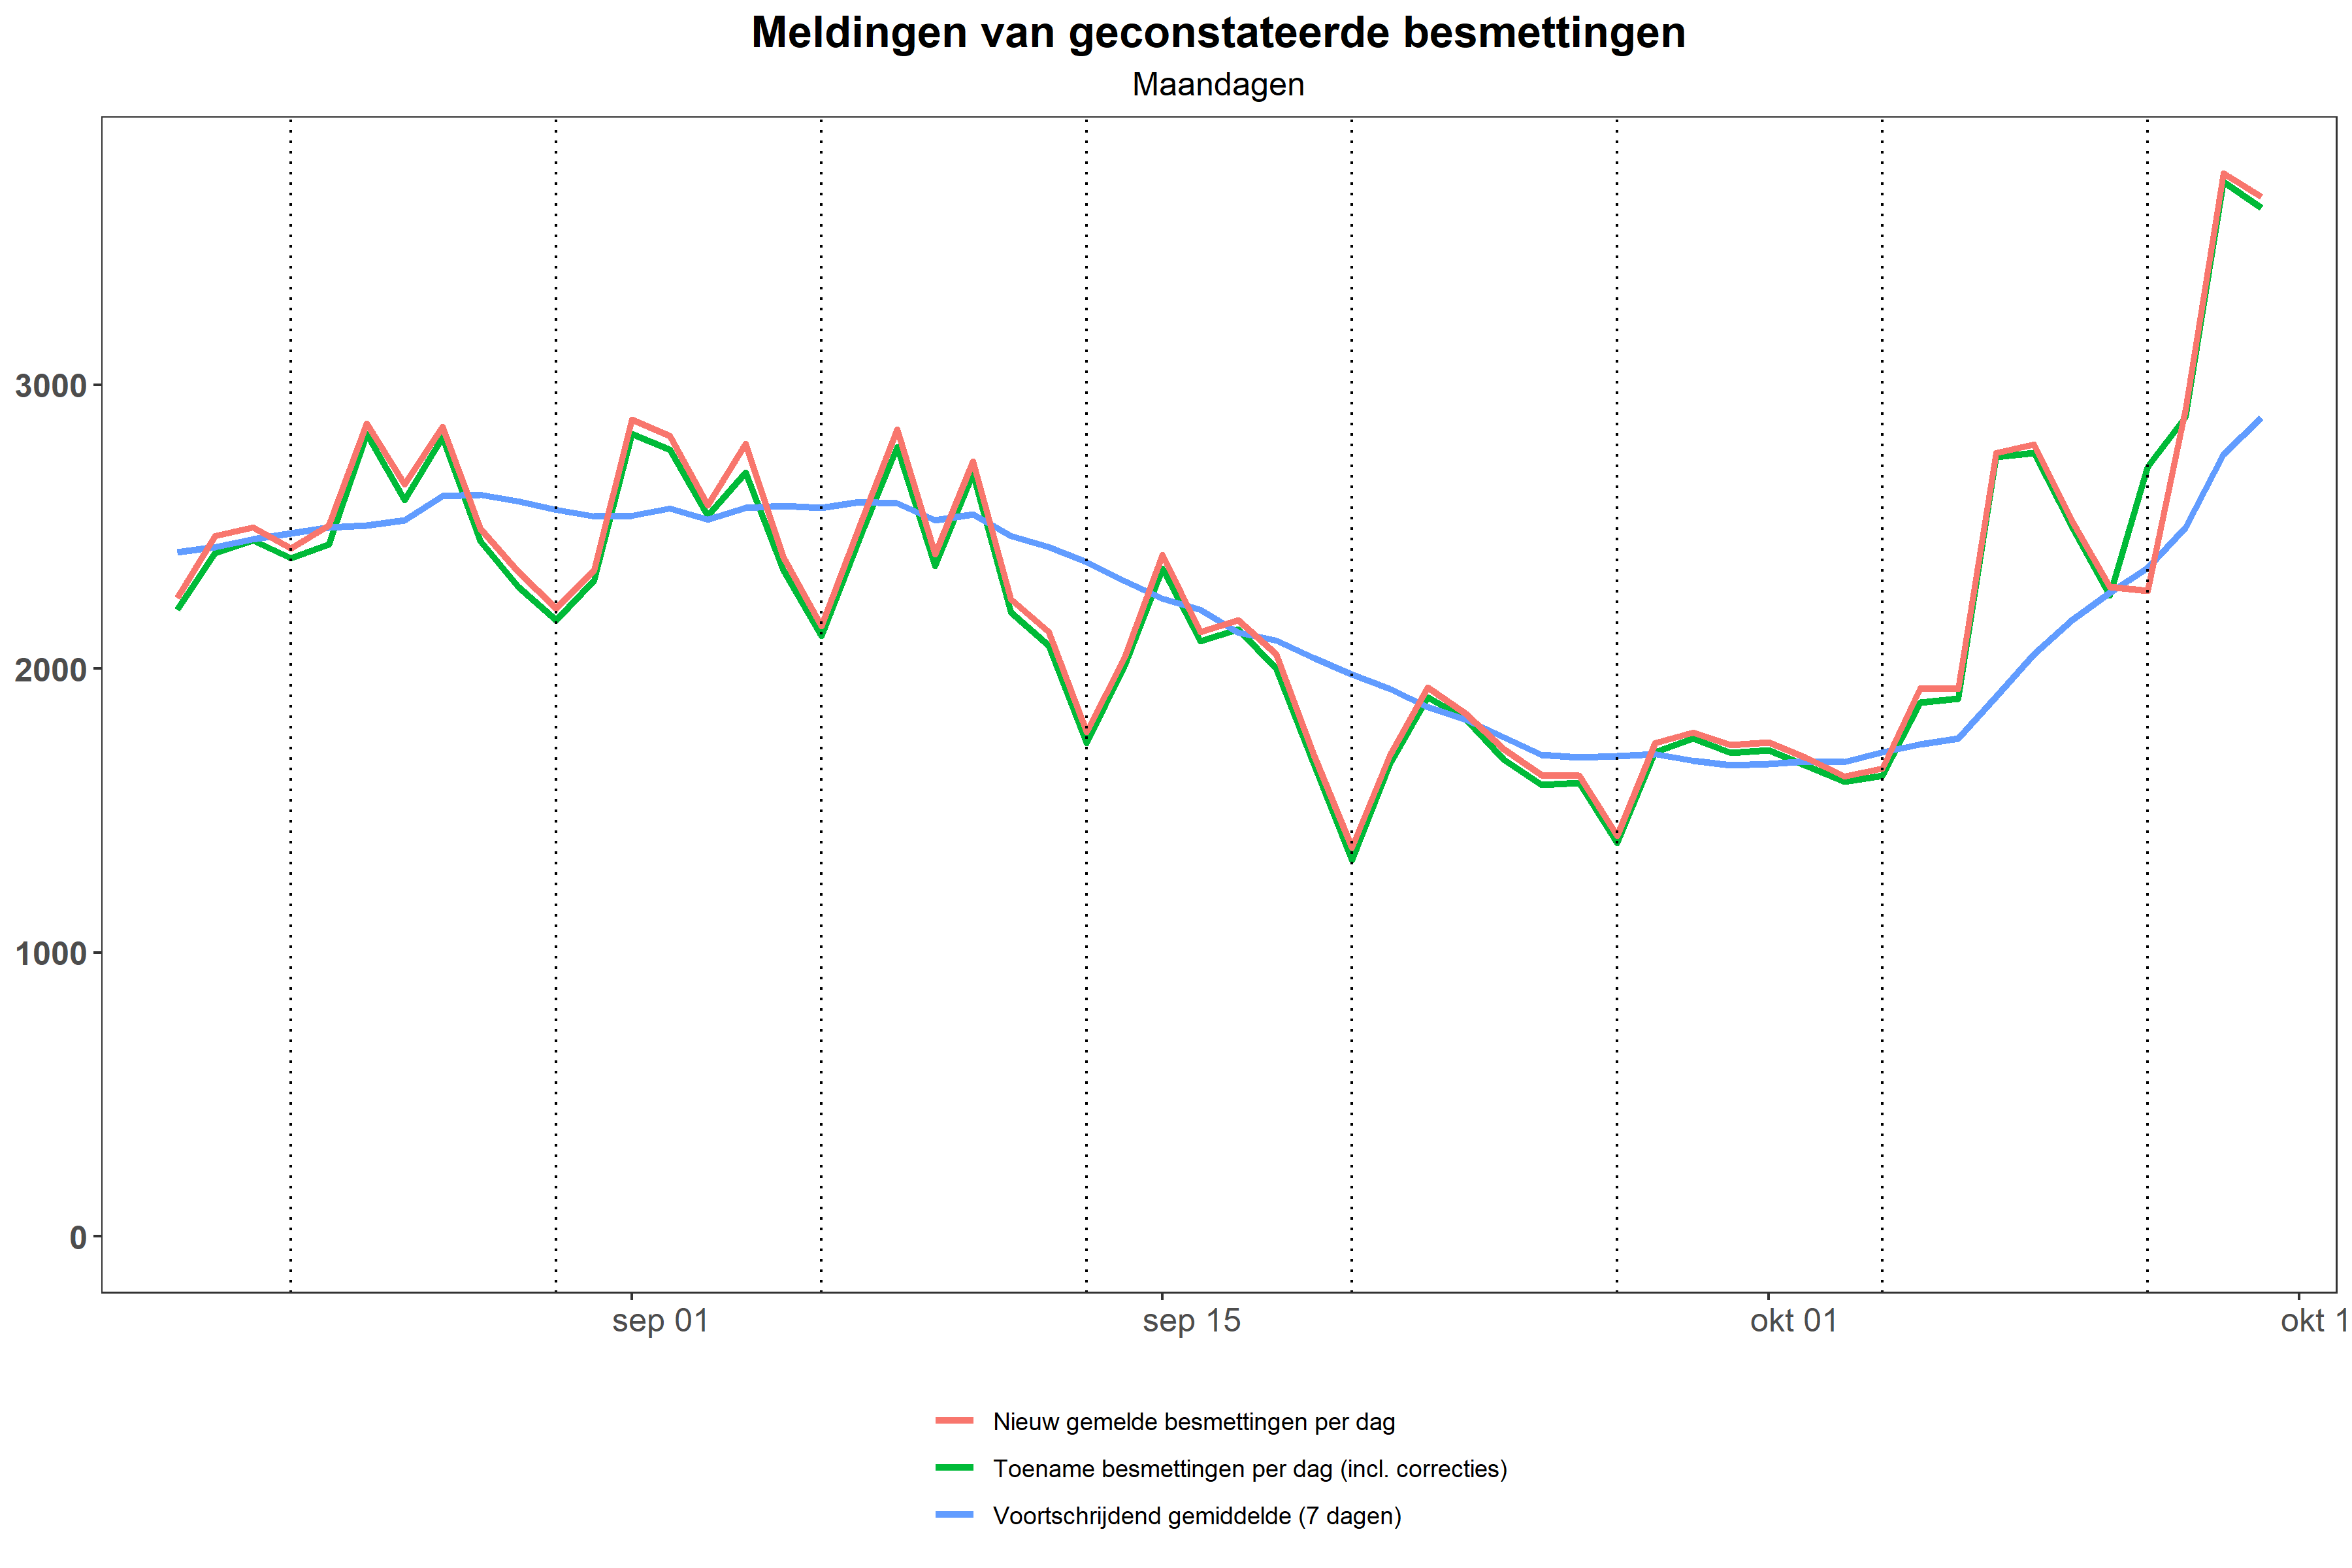 Meldingen van geconstateerde besmettingen
Maandagen
3000
2000
1000
0
sep 01
sep 15
okt 01
okt 1
Nieuw gemelde besmettingen per dag
Toename besmettingen per dag (incl. correcties)
Voortschrijdend gemiddelde (7 dagen)